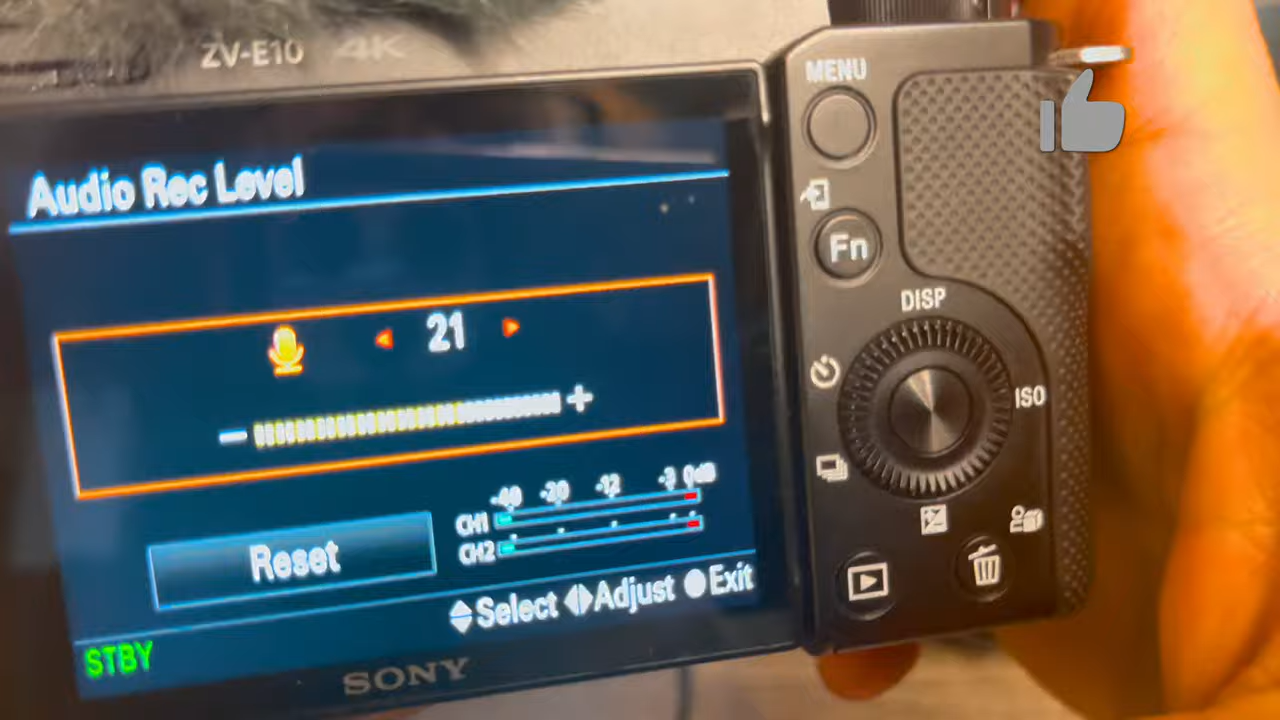 ZV-E10 4K
MENU
Audio Rec Level
Fn
DISP
21
ISO
− +
-40 -20 -12 -3 0dB
CH1
CH2
Reset
Select Adjust Exit
STBY
SONY